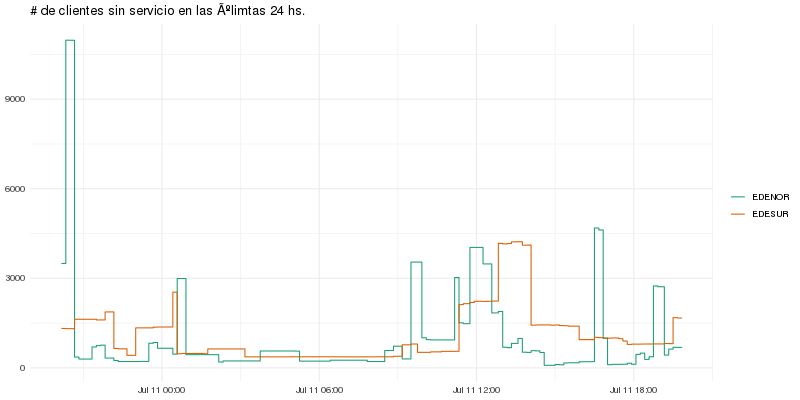 # de clientes sin servicio en las Ãºlimtas 24 hs.
9000
6000
3000
0
Jul 11 00:00
Jul 11 06:00
Jul 11 12:00
Jul 11 18:00
EDENOR
EDESUR